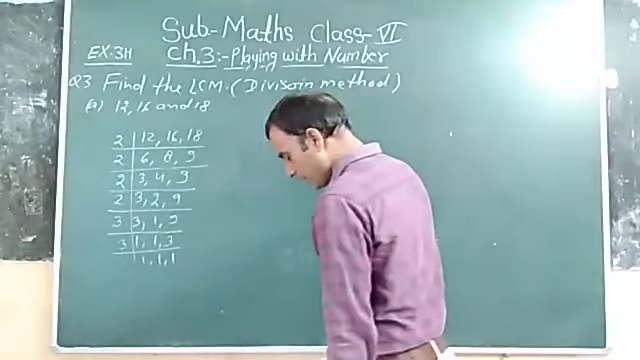 Sub-Maths Class-VI
EX:3H
Ch.3:-Playing with Number
Q3 Find the LCM. (Divisoin method)
(a) 12, 16 and 18
2 | 12, 16, 18
2 | 6, 8, 9
2 | 3, 4, 9
2 | 3, 2, 9
3 | 3, 1, 9
3 | 1, 1, 3
1, 1, 1